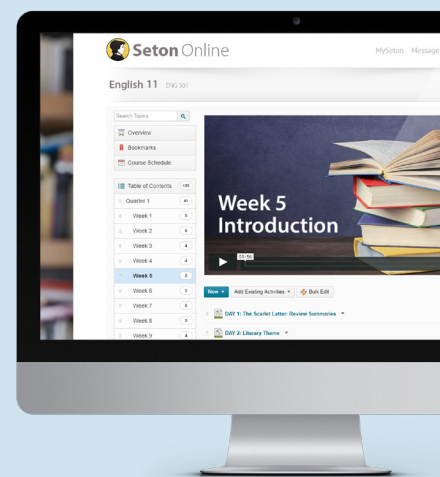 Seton Online
MySeton Message
English 11
Search Topics
Overview
Bookmarks
Course Schedule
Table of Contents
Quarter 1
Week 1
Week 2
Week 3
Week 4
Week 5
Week 6
Week 7
Week 8
Week 9
Week 5
Introduction
New Add Existing Activities Bulk Edit
DAY 1: The Scarlet Letter: Review Summaries
DAY 2: Literary Theme